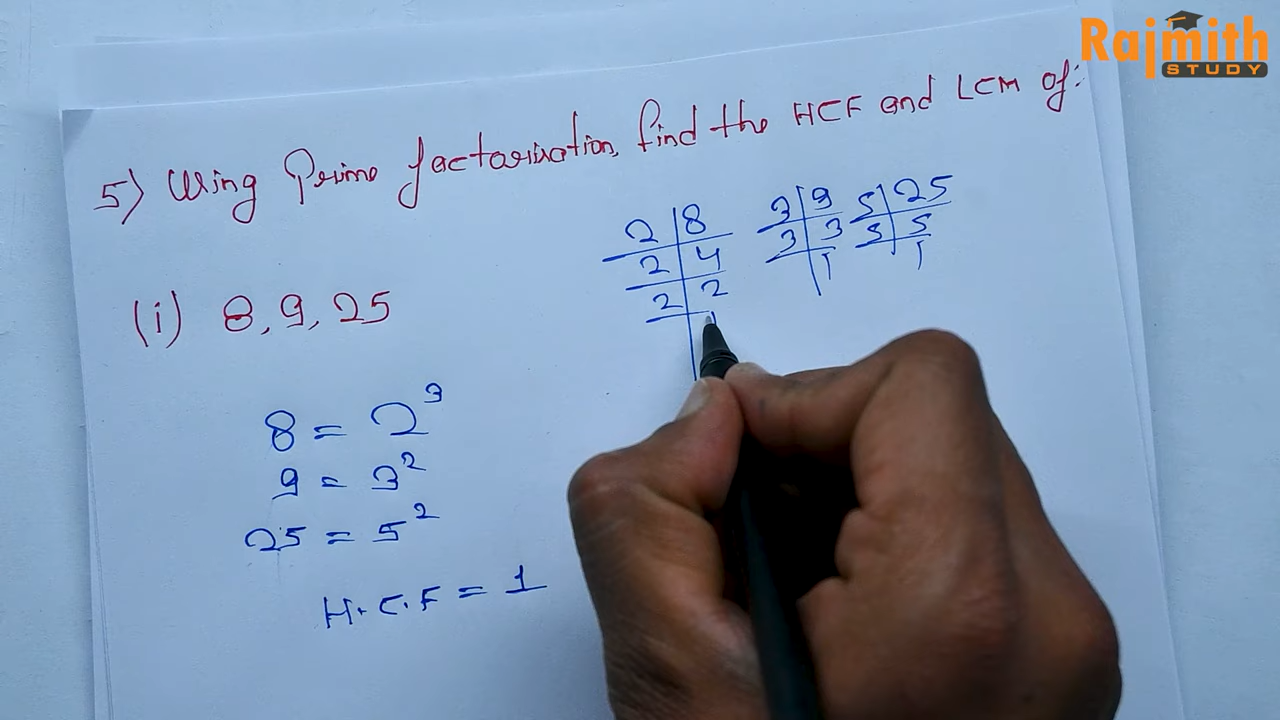 Rajmith
STUDY
5) Using Prime factorisation, find the HCF and LCM of:
(i) 8, 9, 25
2 8
2 4
2 2
3 9
3 3
1
5 25
5 5
1
8 = 2³
9 = 3²
25 = 5²
H.C.F = 1